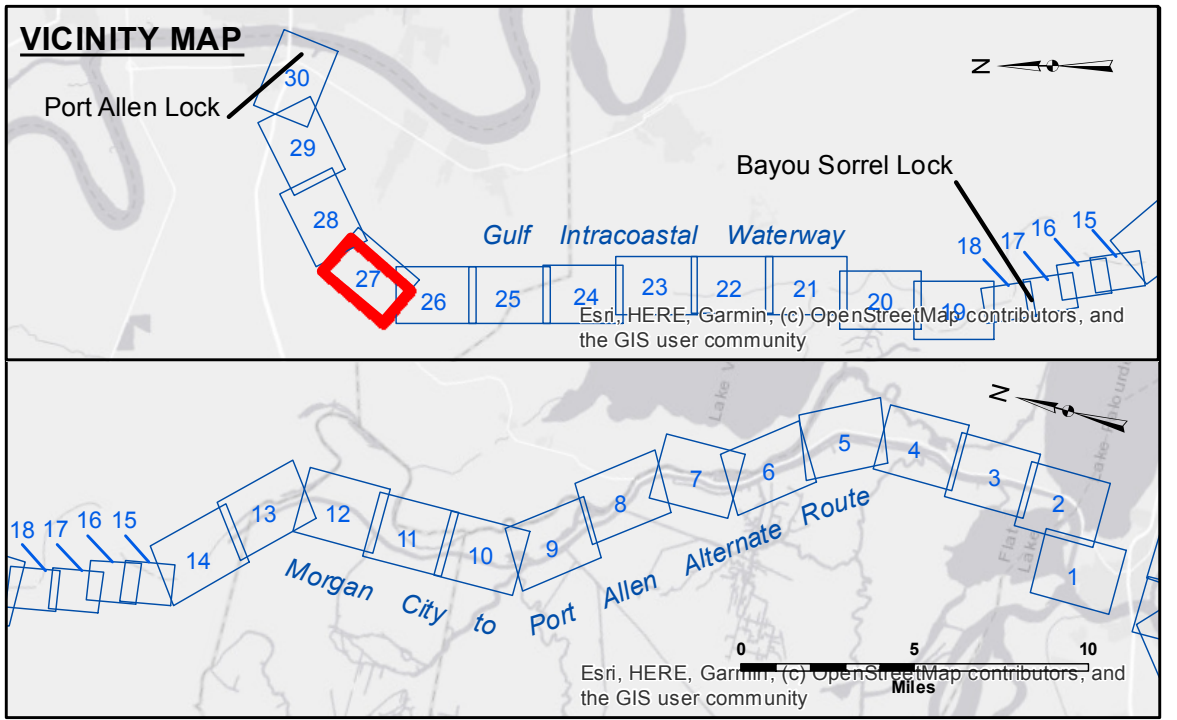 VICINITY MAP
N
30
Port Allen Lock
29
Bayou Sorrel Lock
28
Gulf Intracoastal Waterway
18
17
16
15
27
26
25
24
23
22
21
20
19
Esri, HERE, Garmin, (c) OpenStreetMap contributors, and
the GIS user community
N
Lake
5
4
3
2
1
7
6
8
9
10
11
12
13
14
18
17
16
15
Flat
Lake
Morgan City to Port Allen Alternate Route
0
5
10
Miles
Esri, HERE, Garmin, (c) OpenStreetMap contributors, and
the GIS user community